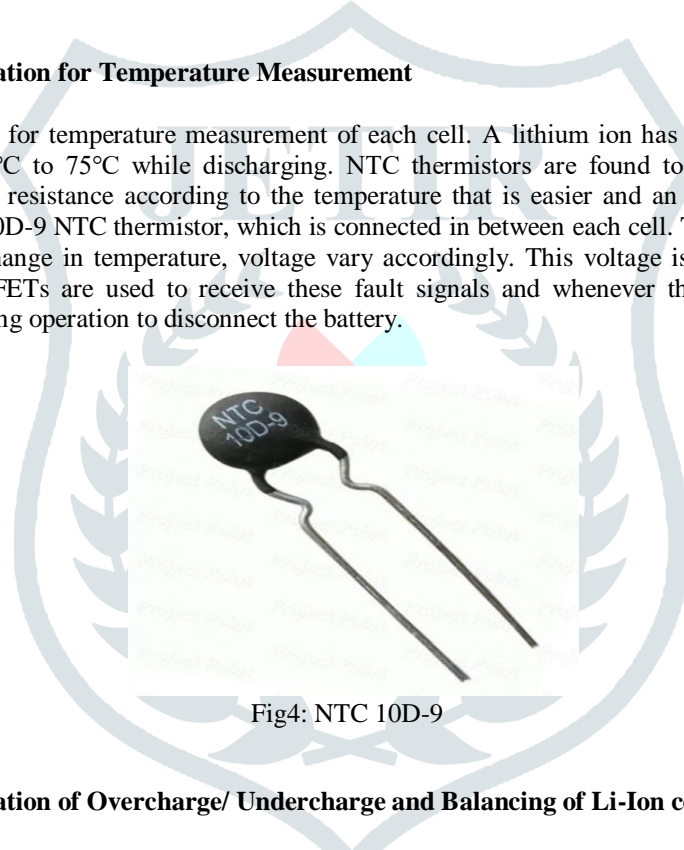 ation for Temperature Measurement
for temperature measurement of each cell. A lithium ion has
°C to 75°C while discharging. NTC thermistors are found to
resistance according to the temperature that is easier and an
0D-9 NTC thermistor, which is connected in between each cell.
ange in temperature, voltage vary accordingly. This voltage is
FETs are used to receive these fault signals and whenever th
ng operation to disconnect the battery.
JETIR
NTC
10D-9
Project Point
Fig4: NTC 10D-9
ation of Overcharge/ Undercharge and Balancing of Li-Ion ce